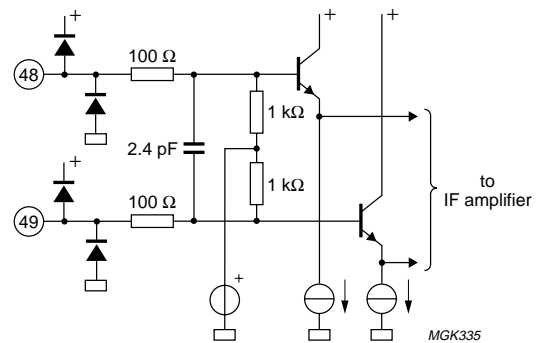 + + +
48
100 Ω
1 kΩ
2.4 pF
1 kΩ
to
IF amplifier
+
49
100 Ω
+
MGK335